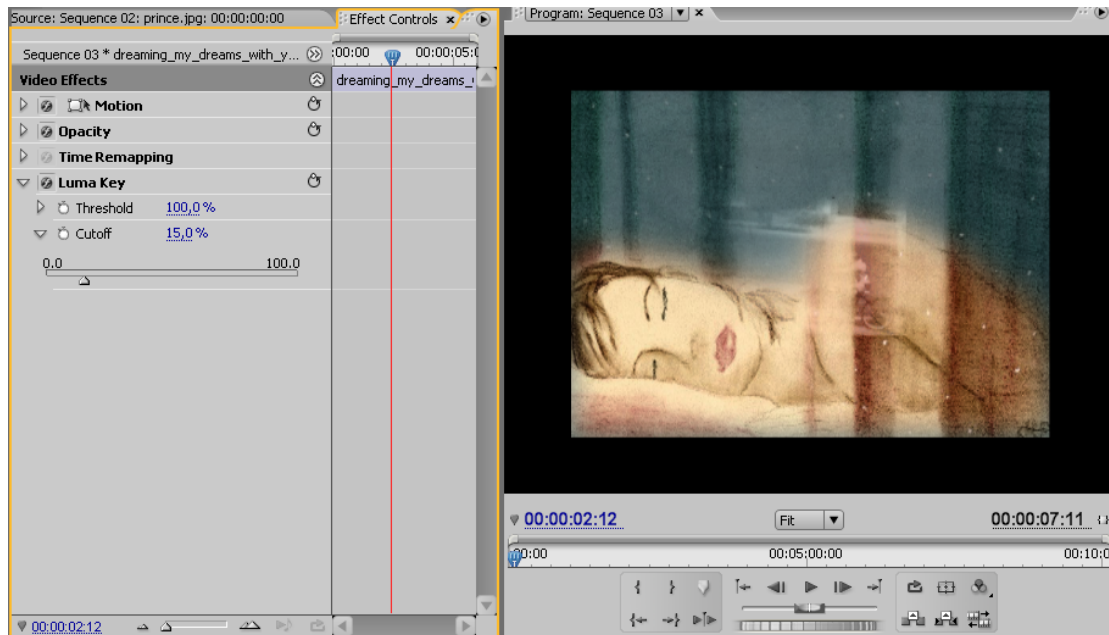 Source: Sequence 02: prince.jpg: 00:00:00:00
Effect Controls
Program: Sequence 03
Sequence 03 * dreaming_my_dreams_with_y...
:00:00
00:00:05:0
Video Effects
dreaming_my_dreams_
Motion
Opacity
Time Remapping
Luma Key
Threshold
100,0 %
Cutoff
15,0 %
0.0
100.0
00:00:02:12
Fit
00:00:07:11
00:00
00:05:00:00
00:10:0
00:00:02:12